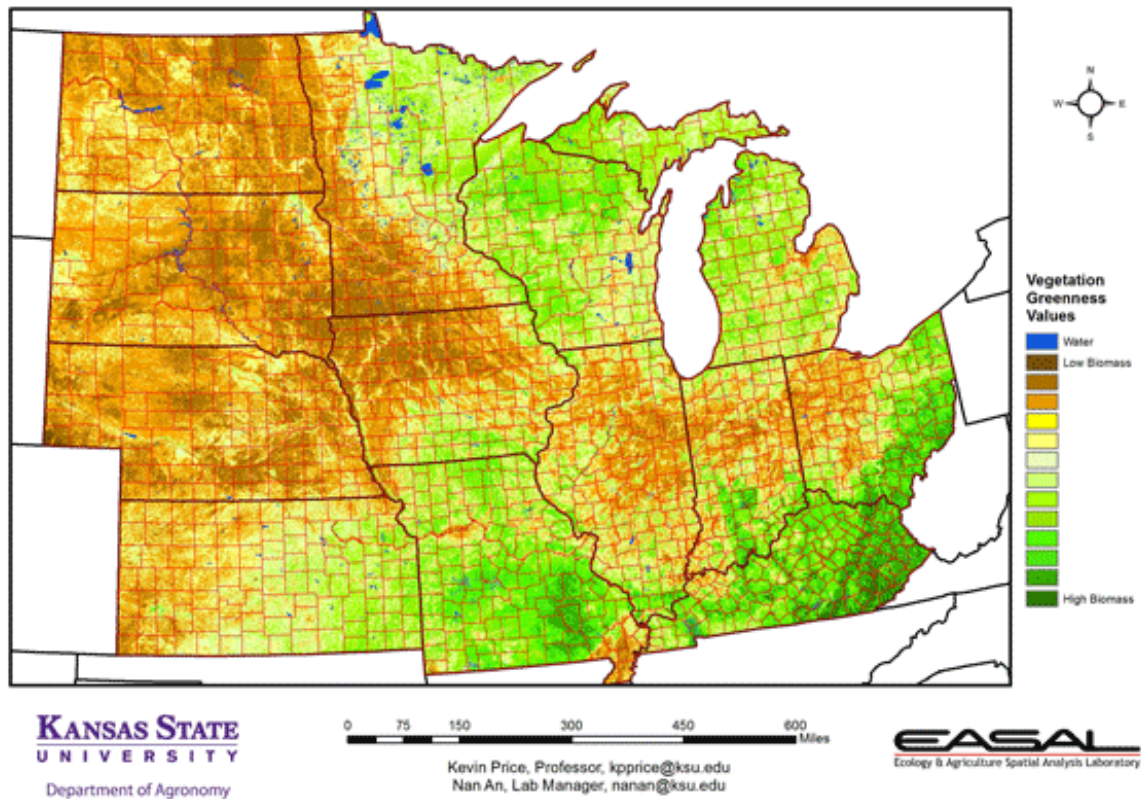 N
W
E
S
Vegetation
Greenness
Values
Water
Low Biomass
High Biomass
KANSAS STATE
UNIVERSITY
Department of Agronomy
0 75 150 300 450 600
Miles
Kevin Price, Professor, kpprice@ksu.edu
Nan An, Lab Manager, nanan@ksu.edu
EASAL
Ecology & Agriculture Spatial Analysis Laboratory